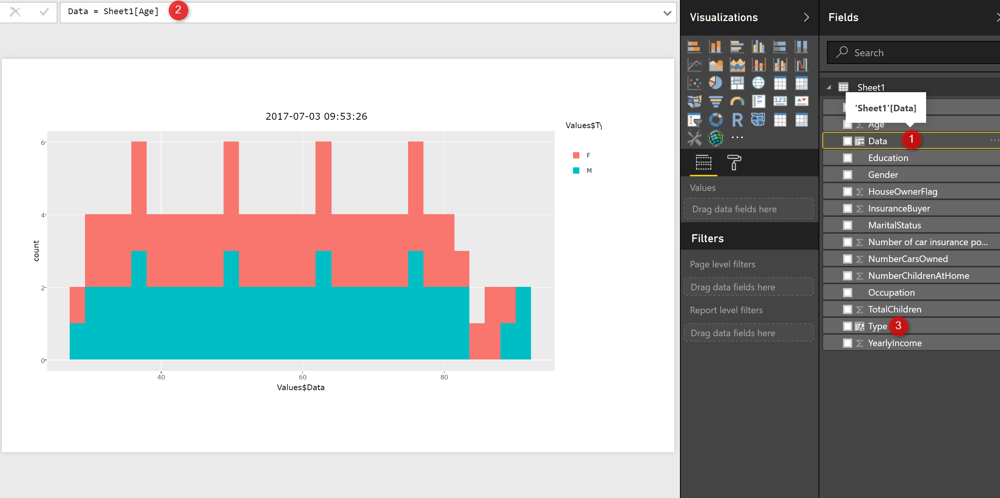 Data = Sheet1[Age]
2
2017-07-03 09:53:26
Values$Ty
F
M
6
4
2
0
count
40
60
80
Values$Data
Visualizations
123
R
...
Values
Drag data fields here
Filters
Page level filters
Drag data fields here
Report level filters
Drag data fields here
Fields
Search
Sheet1
'Sheet1'[Data]
Σ Age
Data
1
...
Education
Gender
Σ HouseOwnerFlag
Σ InsuranceBuyer
MaritalStatus
Σ Number of car insurance po...
Σ NumberCarsOwned
Σ NumberChildrenAtHome
Occupation
Σ TotalChildren
Type
3
Σ YearlyIncome